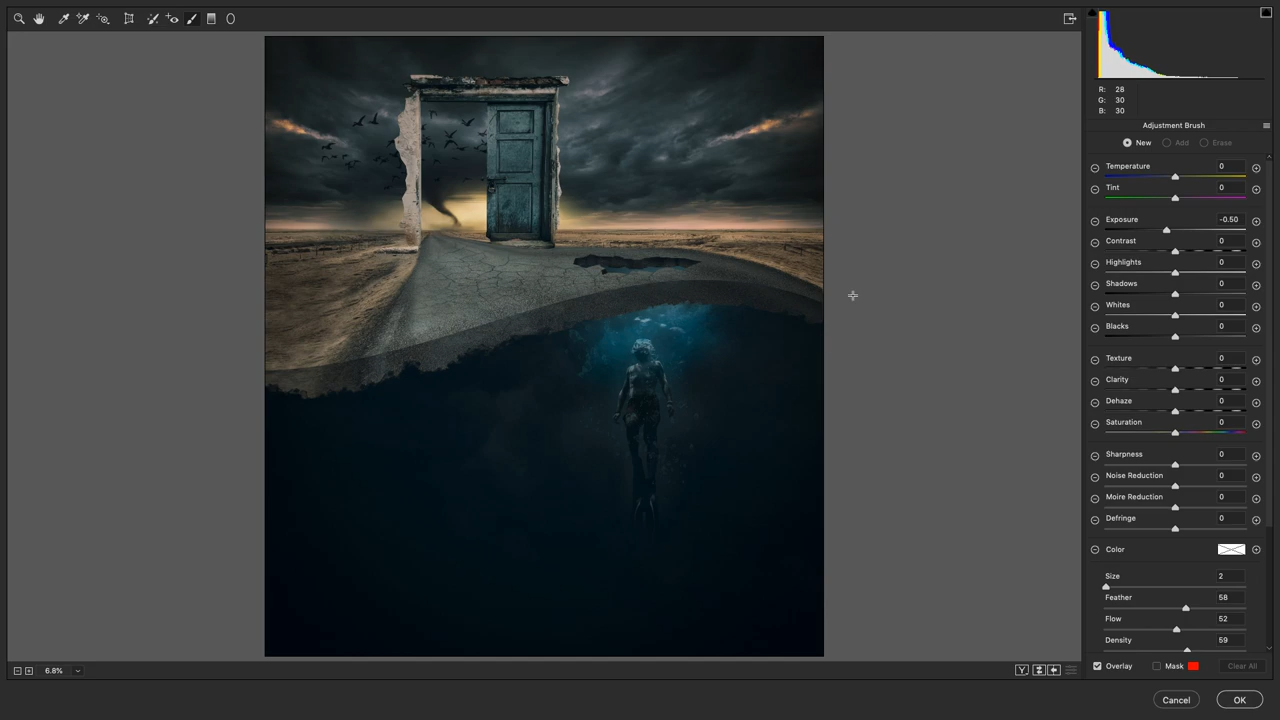 R: 28
G: 30
B: 30
Adjustment Brush
New Add Erase
Temperature 0
Tint 0
Exposure -0.50
Contrast 0
Highlights 0
Shadows 0
Whites 0
Blacks 0
Texture 0
Clarity 0
Dehaze 0
Saturation 0
Sharpness 0
Noise Reduction 0
Moire Reduction 0
Defringe 0
Color
Size 2
Feather 58
Flow 52
Density 59
6.8% Y Overlay Mask Clear All
Cancel OK